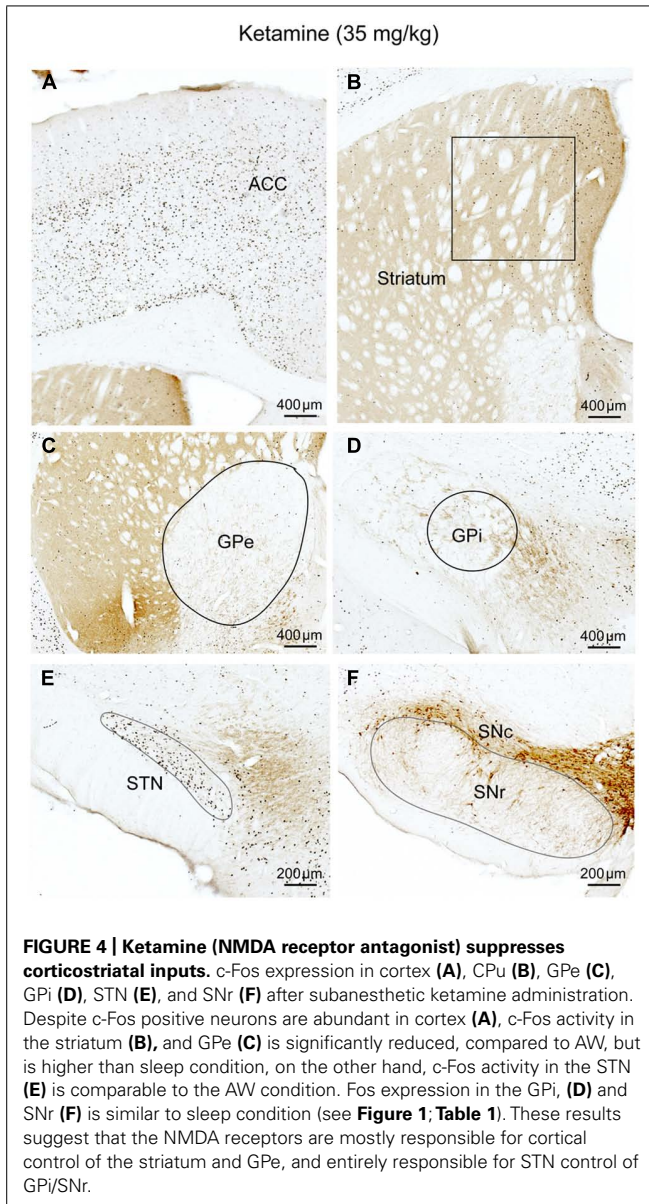 Ketamine (35 mg/kg)
A
B
ACC
Striatum
400 µm
400 µm
C
D
GPe
GPi
400 µm
400 µm
E
F
STN
SNc
SNr
200 µm
200 µm
FIGURE 4 | Ketamine (NMDA receptor antagonist) suppresses
corticostriatal inputs. c-Fos expression in cortex (A), CPu (B), GPe (C),
GPi (D), STN (E), and SNr (F) after subanesthetic ketamine administration.
Despite c-Fos positive neurons are abundant in cortex (A), c-Fos activity in
the striatum (B), and GPe (C) is significantly reduced, compared to AW, but
is higher than sleep condition, on the other hand, c-Fos activity in the STN
(E) is comparable to the AW condition. Fos expression in the GPi, (D) and
SNr (F) is similar to sleep condition (see Figure 1; Table 1). These results
suggest that the NMDA receptors are mostly responsible for cortical
control of the striatum and GPe, and entirely responsible for STN control of
GPi/SNr.